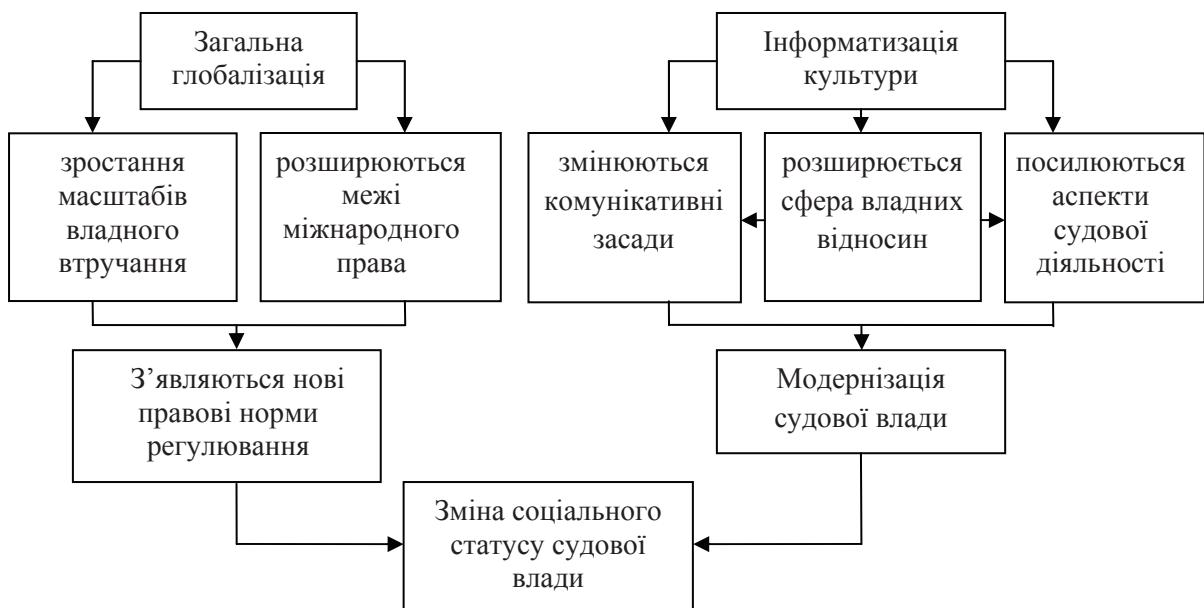 Загальна
глобалізація
Інформатизація
культури
зростання
масштабів
владного
втручання
розширюються
межі
міжнародного
права
змінюються
комунікативні
засади
розширюється
сфера владних
відносин
посилюються
аспекти
судової
діяльності
З’являються нові
правові норми
регулювання
Модернізація
судової влади
Зміна соціального
статусу судової
влади